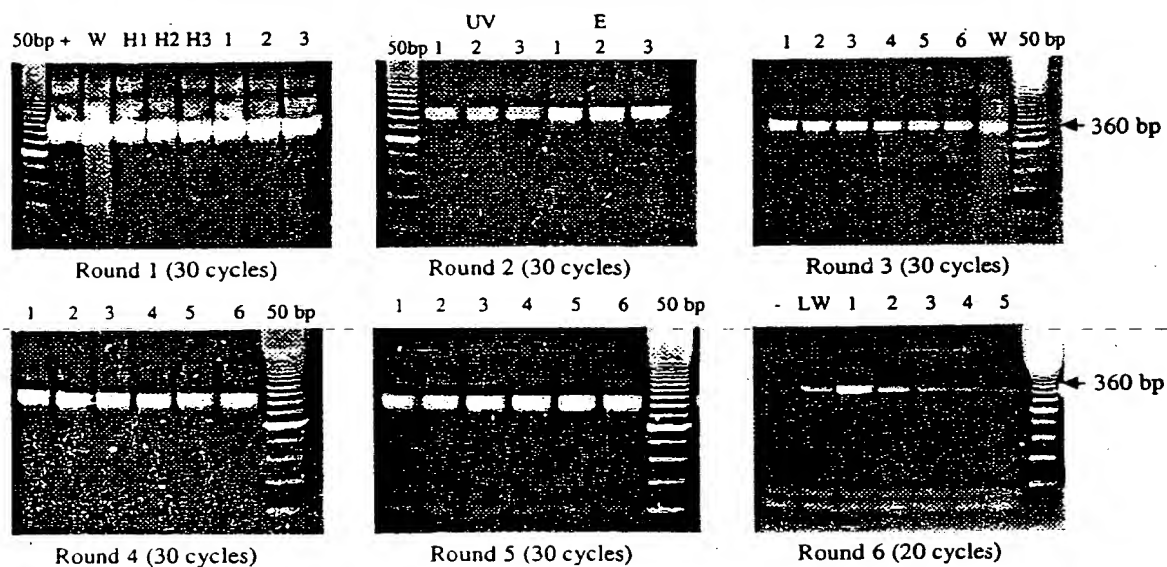 50bp + W H1 H2 H3 1 2 3
UV E
50bp 1 2 3 1 2 3
1 2 3 4 5 6 W 50 bp
360 bp
Round 1 (30 cycles)
Round 2 (30 cycles)
Round 3 (30 cycles)
1 2 3 4 5 6 50 bp
1 2 3 4 5 6 50 bp
- LW 1 2 3 4 5
360 bp
Round 4 (30 cycles)
Round 5 (30 cycles)
Round 6 (20 cycles)